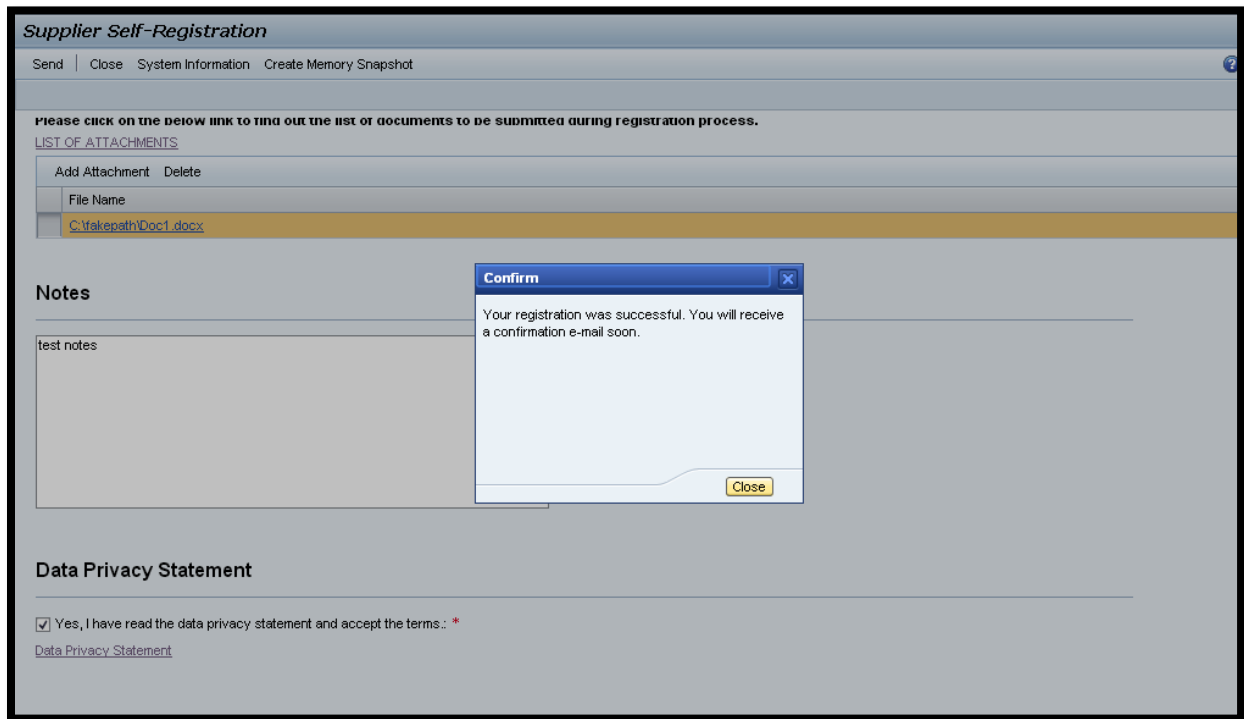 Supplier Self-Registration
Send Close System Information Create Memory Snapshot
Please click on the below link to find out the list of documents to be submitted during registration process.
LIST OF ATTACHMENTS
Add Attachment Delete
File Name
C:\fakepath\Doc1.docx
Notes
test notes
Confirm
Your registration was successful. You will receive
a confirmation e-mail soon.
Close
Data Privacy Statement
Yes, I have read the data privacy statement and accept the terms.: *
Data Privacy Statement